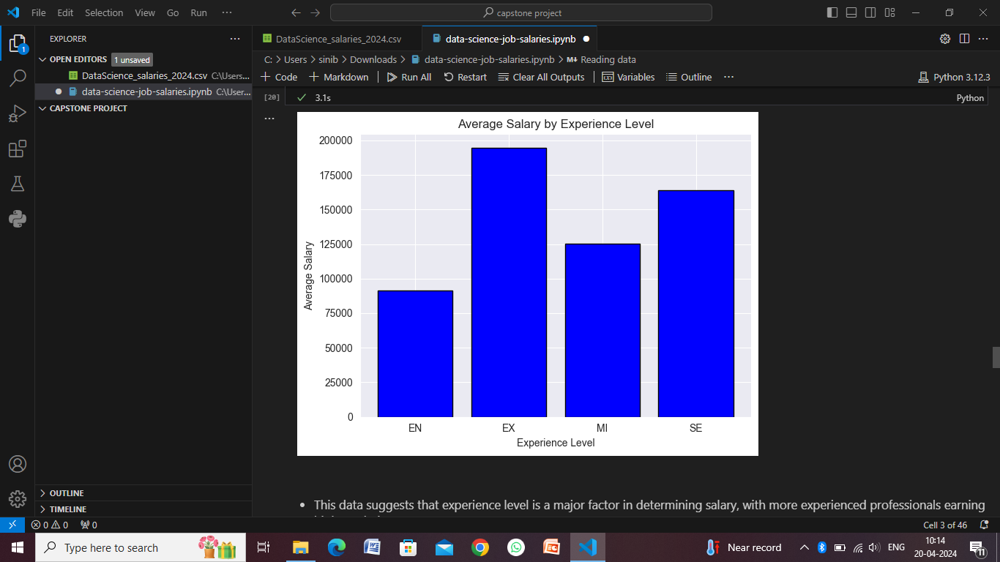 File Edit Selection View Go Run ··· capstone project
EXPLORER ···
OPEN EDITORS 1 unsaved
DataScience_salaries_2024.csv C:\Users...
data-science-job-salaries.ipynb C:\User...
CAPSTONE PROJECT
OUTLINE
TIMELINE
1
DataScience_salaries_2024.csv data-science-job-salaries.ipynb
C: > Users > sinib > Downloads > data-science-job-salaries.ipynb > Reading data
+ Code + Markdown Run All Restart Clear All Outputs Variables Outline ··· Python 3.12.3
[20] 3.1s Python
Average Salary by Experience Level
200000
175000
150000
125000
100000
75000
50000
25000
0
Average Salary
EN EX MI SE
Experience Level
• This data suggests that experience level is a major factor in determining salary, with more experienced professionals earning
0 0 0 Cell 3 of 46
Type here to search Near record ENG 10:14
20-04-2024
11